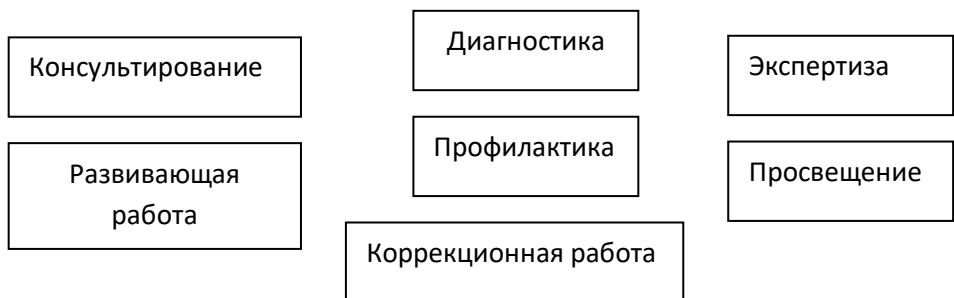 Диагностика
Консультирование
Экспертиза
Профилактика
Развивающая
работа
Просвещение
Коррекционная работа